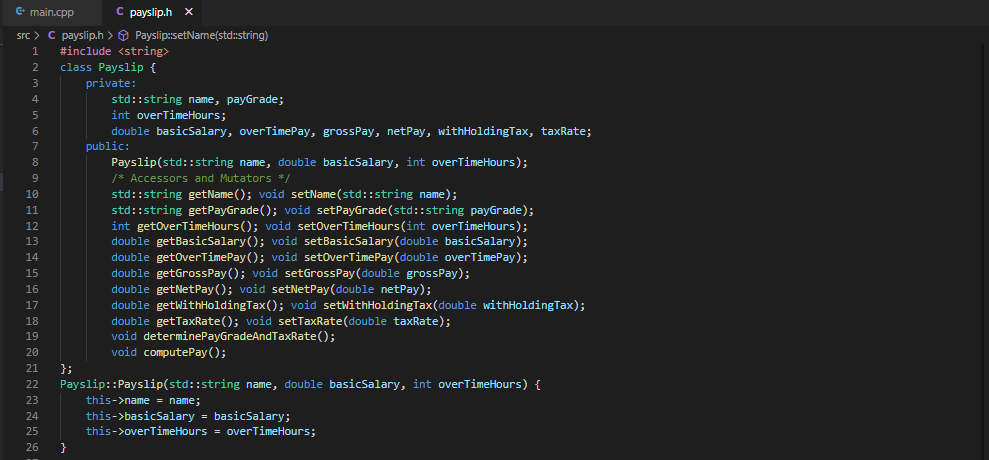 main.cpp payslip.h ×
src > payslip.h > Payslip::setName(std::string)
1 #include <string>
2 class Payslip {
3 private:
4 std::string name, payGrade;
5 int overTimeHours;
6 double basicSalary, overTimePay, grossPay, netPay, withHoldingTax, taxRate;
7 public:
8 Payslip(std::string name, double basicSalary, int overTimeHours);
9 /* Accessors and Mutators */
10 std::string getName(); void setName(std::string name);
11 std::string getPayGrade(); void setPayGrade(std::string payGrade);
12 int getOverTimeHours(); void setOverTimeHours(int overTimeHours);
13 double getBasicSalary(); void setBasicSalary(double basicSalary);
14 double getOverTimePay(); void setOverTimePay(double overTimePay);
15 double getGrossPay(); void setGrossPay(double grossPay);
16 double getNetPay(); void setNetPay(double netPay);
17 double getWithHoldingTax(); void setWithHoldingTax(double withHoldingTax);
18 double getTaxRate(); void setTaxRate(double taxRate);
19 void determinePayGradeAndTaxRate();
20 void computePay();
21 };
22 Payslip::Payslip(std::string name, double basicSalary, int overTimeHours) {
23 this->name = name;
24 this->basicSalary = basicSalary;
25 this->overTimeHours = overTimeHours;
26 }